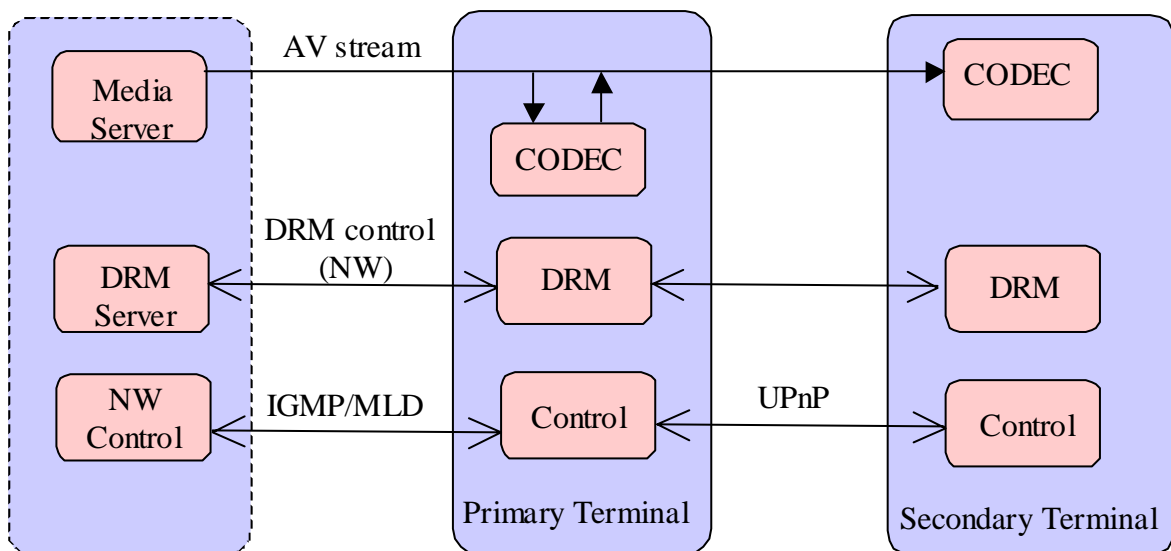 AV stream
Media
Server
CODEC
CODEC
DRM control
(NW)
DRM
Server
DRM
DRM
NW
Control
IGMP/MLD
Control
UPnP
Control
Primary Terminal
Secondary Terminal